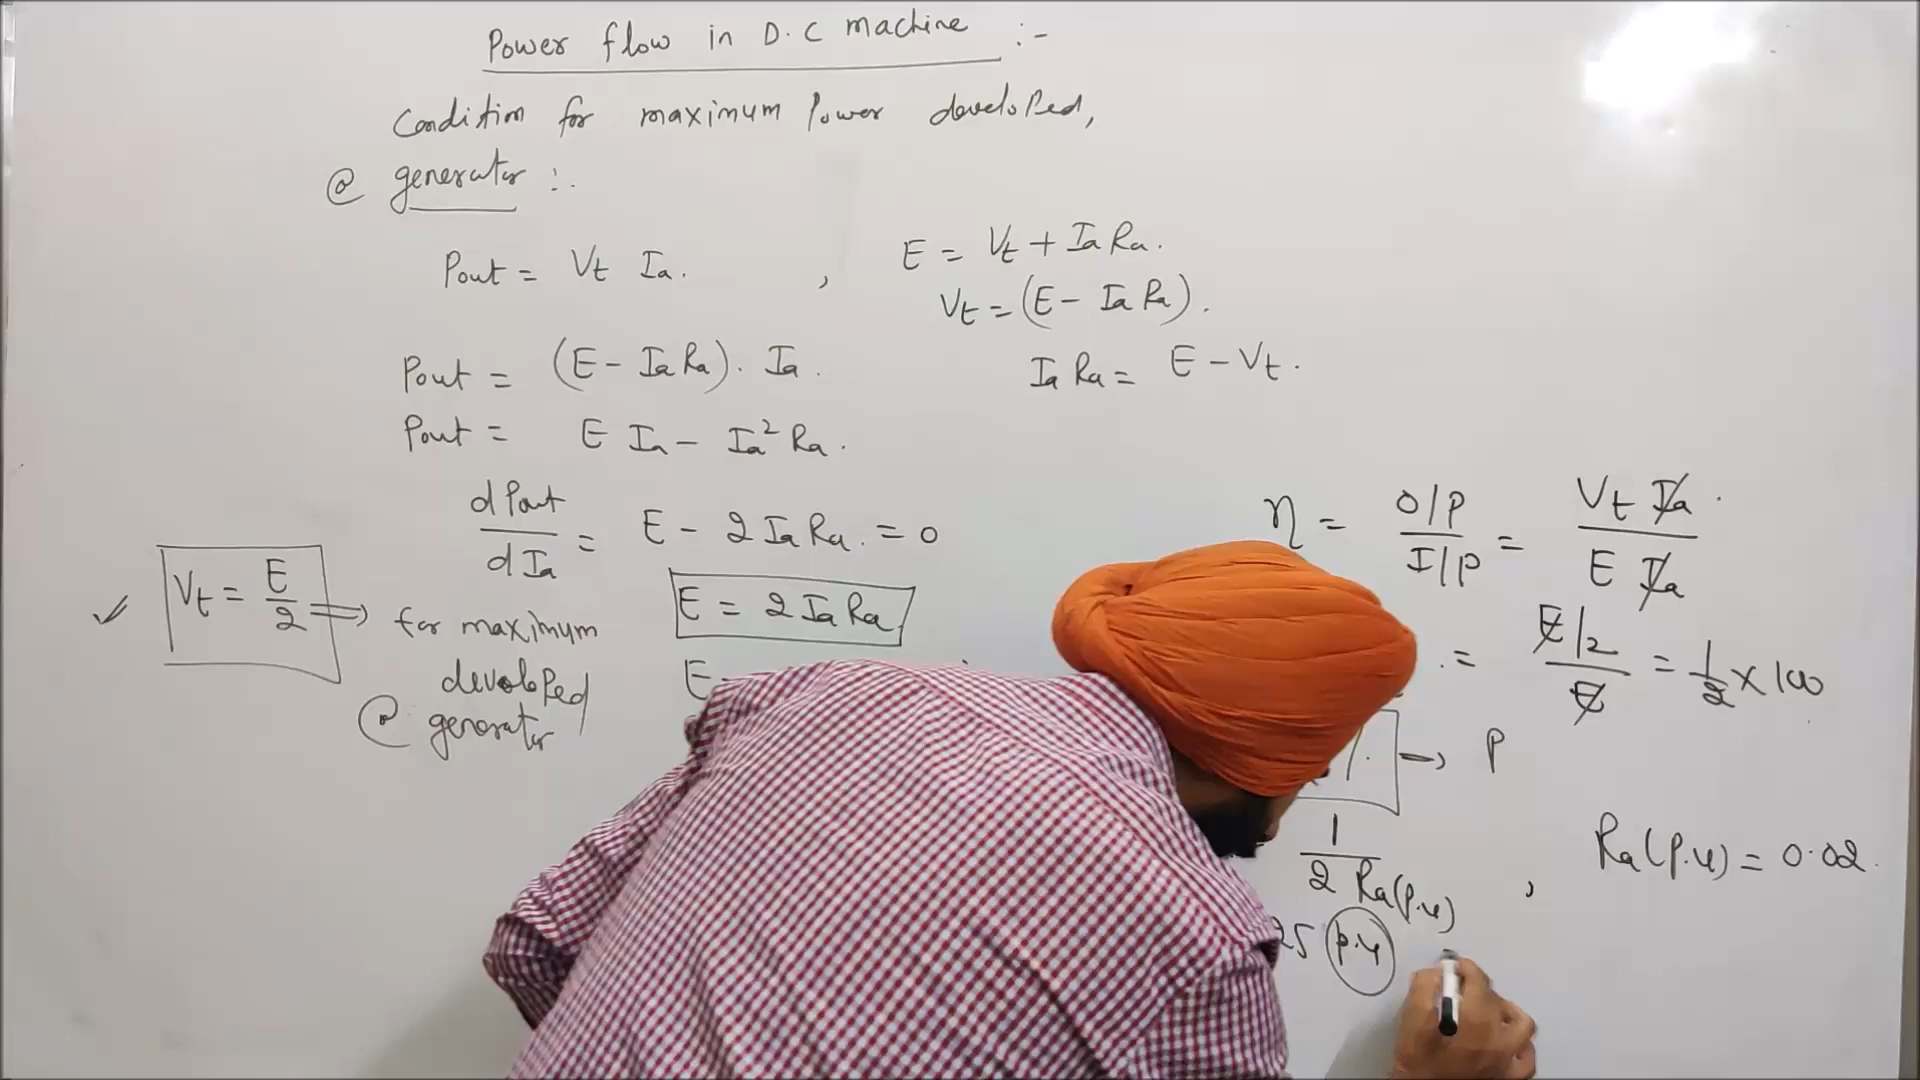 Power flow in D.C machine :-
Condition for maximum Power develoPed,
@ generator :.
Pout = Vt Ia. , E = Vt + Ia Ra.
Vt = (E - Ia Ra).
Pout = (E - Ia Ra). Ia. Ia Ra = E - Vt.
Pout = E Ia - Ia² Ra.
dPout/dIa = E - 2 Ia Ra. = 0
η = O/P / I/P = Vt Ia / E Ia
✓ Vt = E/2 ⇒ for maximum
develoPed
@ generator
E = 2 Ia Ra
. = E/2 / E = 1/2 × 100
E
→ P
1 / 2 Ra(p.u) , Ra(p.u) = 0.02.
25 p.u